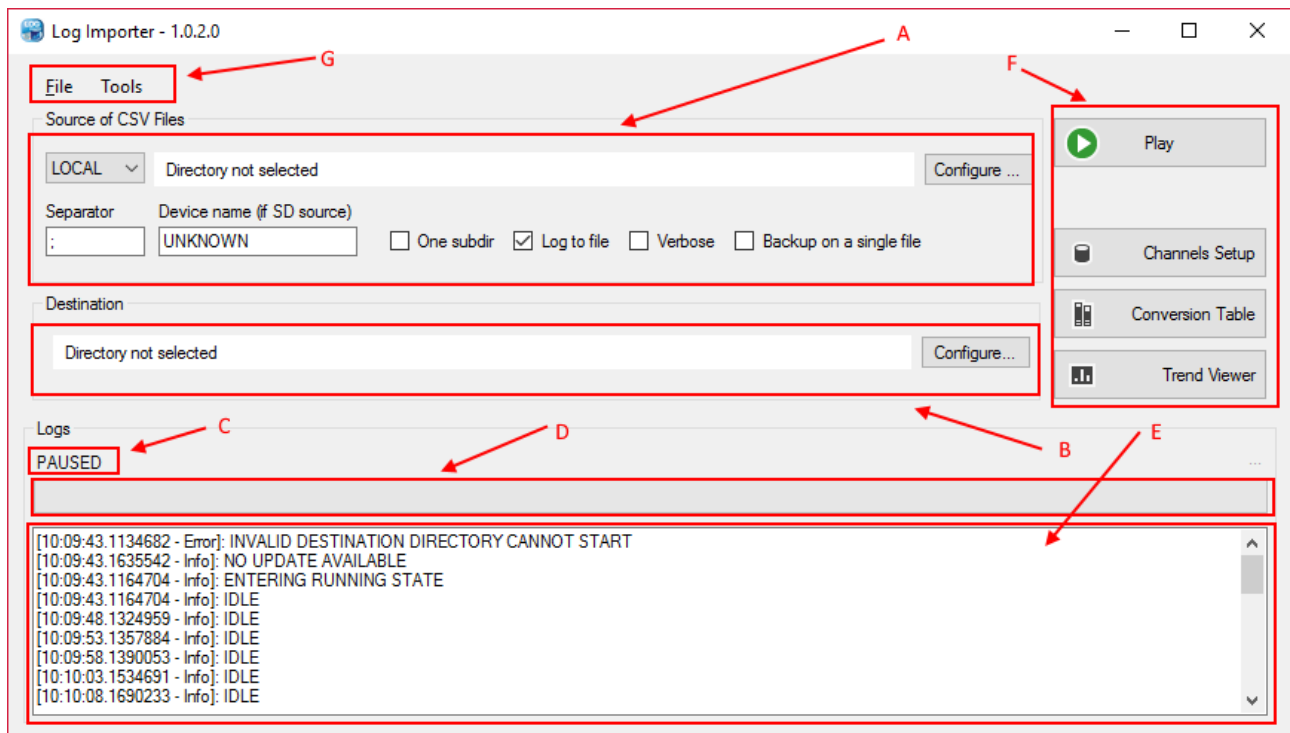 Log Importer - 1.0.2.0
A
G
F
File Tools
Source of CSV Files
LOCAL Directory not selected Configure ...
Play
Separator Device name (if SD source)
; UNKNOWN One subdir Log to file Verbose Backup on a single file
Channels Setup
Destination
Conversion Table
Directory not selected Configure...
Trend Viewer
Logs
C
D
B
E
PAUSED ...
[10:09:43.1134682 - Error]: INVALID DESTINATION DIRECTORY CANNOT START
[10:09:43.1635542 - Info]: NO UPDATE AVAILABLE
[10:09:43.1164704 - Info]: ENTERING RUNNING STATE
[10:09:43.1164704 - Info]: IDLE
[10:09:48.1324959 - Info]: IDLE
[10:09:53.1357884 - Info]: IDLE
[10:09:58.1390053 - Info]: IDLE
[10:10:03.1534691 - Info]: IDLE
[10:10:08.1690233 - Info]: IDLE